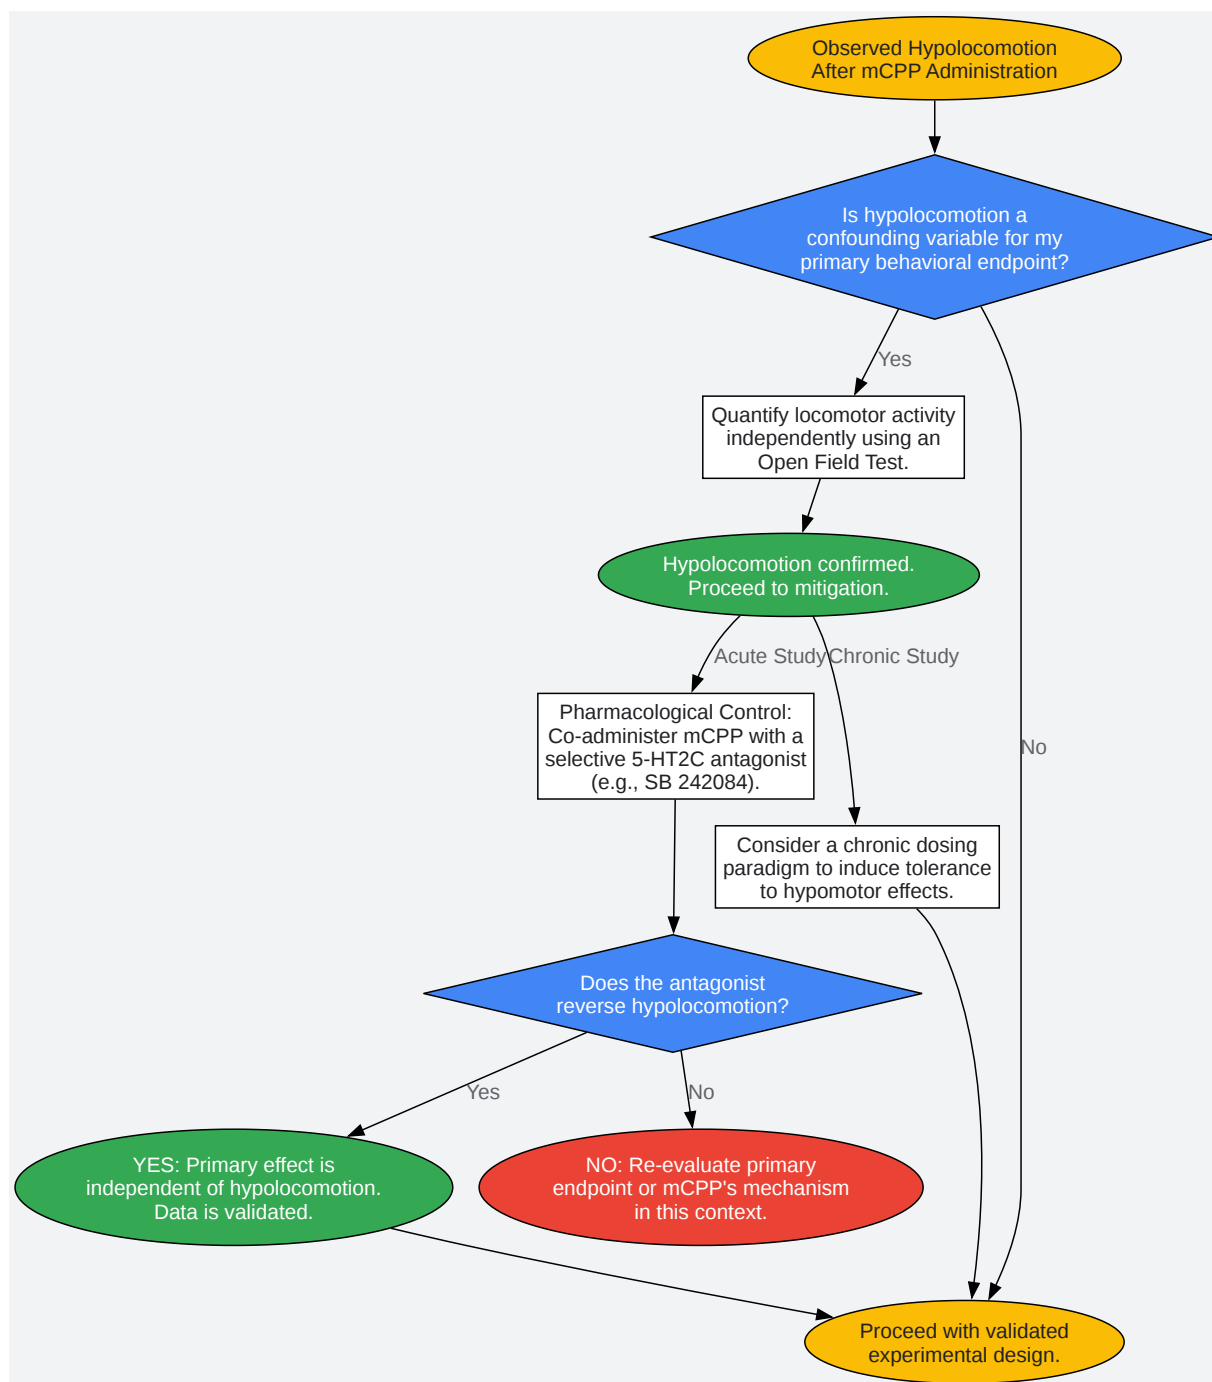 Observed Hypolocomotion
After mCPP Administration
Is hypolocomotion a
confounding variable for my
primary behavioral endpoint?
Yes
Quantify locomotor activity
independently using an
Open Field Test.
Hypolocomotion confirmed.
Proceed to mitigation.
Acute Study
Chronic Study
Pharmacological Control:
Co-administer mCPP with a
selective 5-HT2C antagonist
(e.g., SB 242084).
No
Consider a chronic dosing
paradigm to induce tolerance
to hypomotor effects.
Does the antagonist
reverse hypolocomotion?
Yes
No
YES: Primary effect is
independent of hypolocomotion.
Data is validated.
NO: Re-evaluate primary
endpoint or mCPP's mechanism
in this context.
Proceed with validated
experimental design.